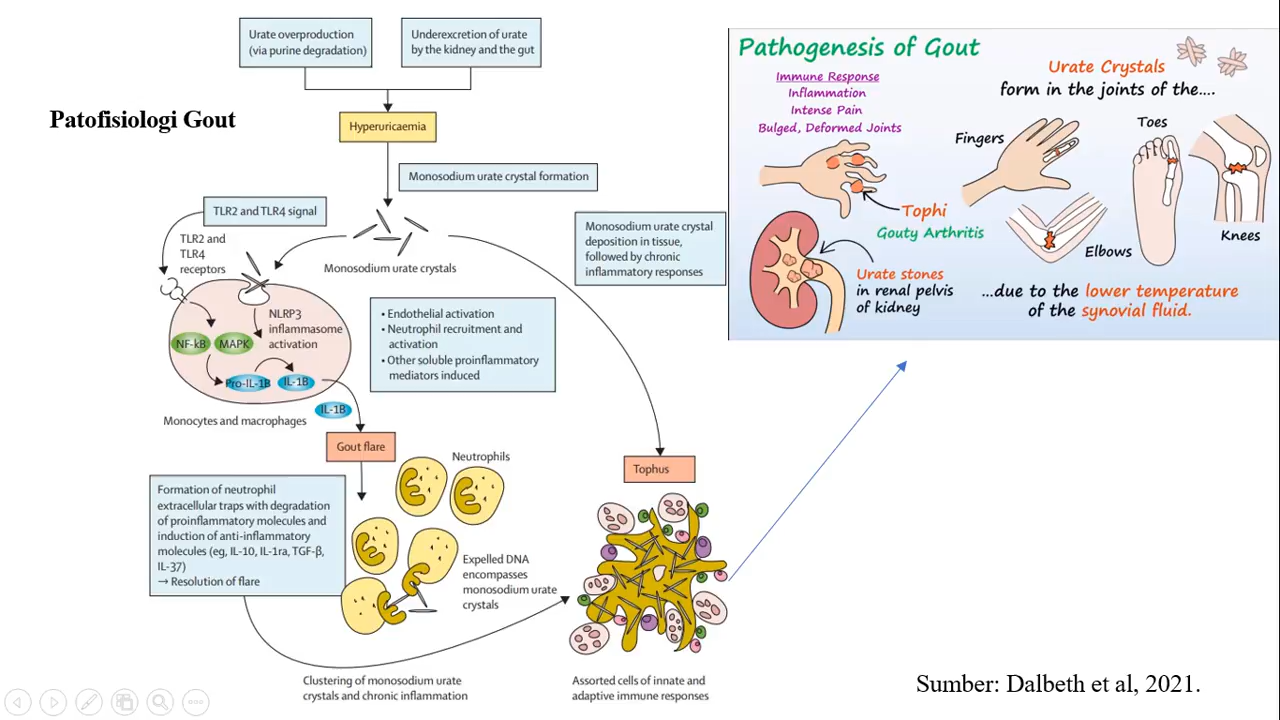 Patofisiologi Gout
Urate overproduction
(via purine degradation)
Underexcretion of urate
by the kidney and the gut
Hyperuricaemia
Monosodium urate crystal formation
TLR2 and TLR4 signal
TLR2 and
TLR4
receptors
Monosodium urate crystals
Monosodium urate crystal
deposition in tissue,
followed by chronic
inflammatory responses
NLRP3
inflammasome
activation
NF-kB
MAPK
Pro-IL-1B
IL-1B
IL-1B
Monocytes and macrophages
• Endothelial activation
• Neutrophil recruitment and
activation
• Other soluble proinflammatory
mediators induced
Gout flare
Neutrophils
Tophus
Formation of neutrophil
extracellular traps with degradation
of proinflammatory molecules and
induction of anti-inflammatory
molecules (eg, IL-10, IL-1ra, TGF-β,
IL-37)
→ Resolution of flare
Expelled DNA
encompasses
monosodium urate
crystals
Clustering of monosodium urate
crystals and chronic inflammation
Assorted cells of innate and
adaptive immune responses
Pathogenesis of Gout
Immune Response
Inflammation
Intense Pain
Bulged, Deformed Joints
Urate Crystals
form in the joints of the....
Fingers
Toes
Tophi
Gouty Arthritis
Elbows
Knees
Urate stones
in renal pelvis
of kidney
...due to the lower temperature
of the synovial fluid.
Sumber: Dalbeth et al, 2021.